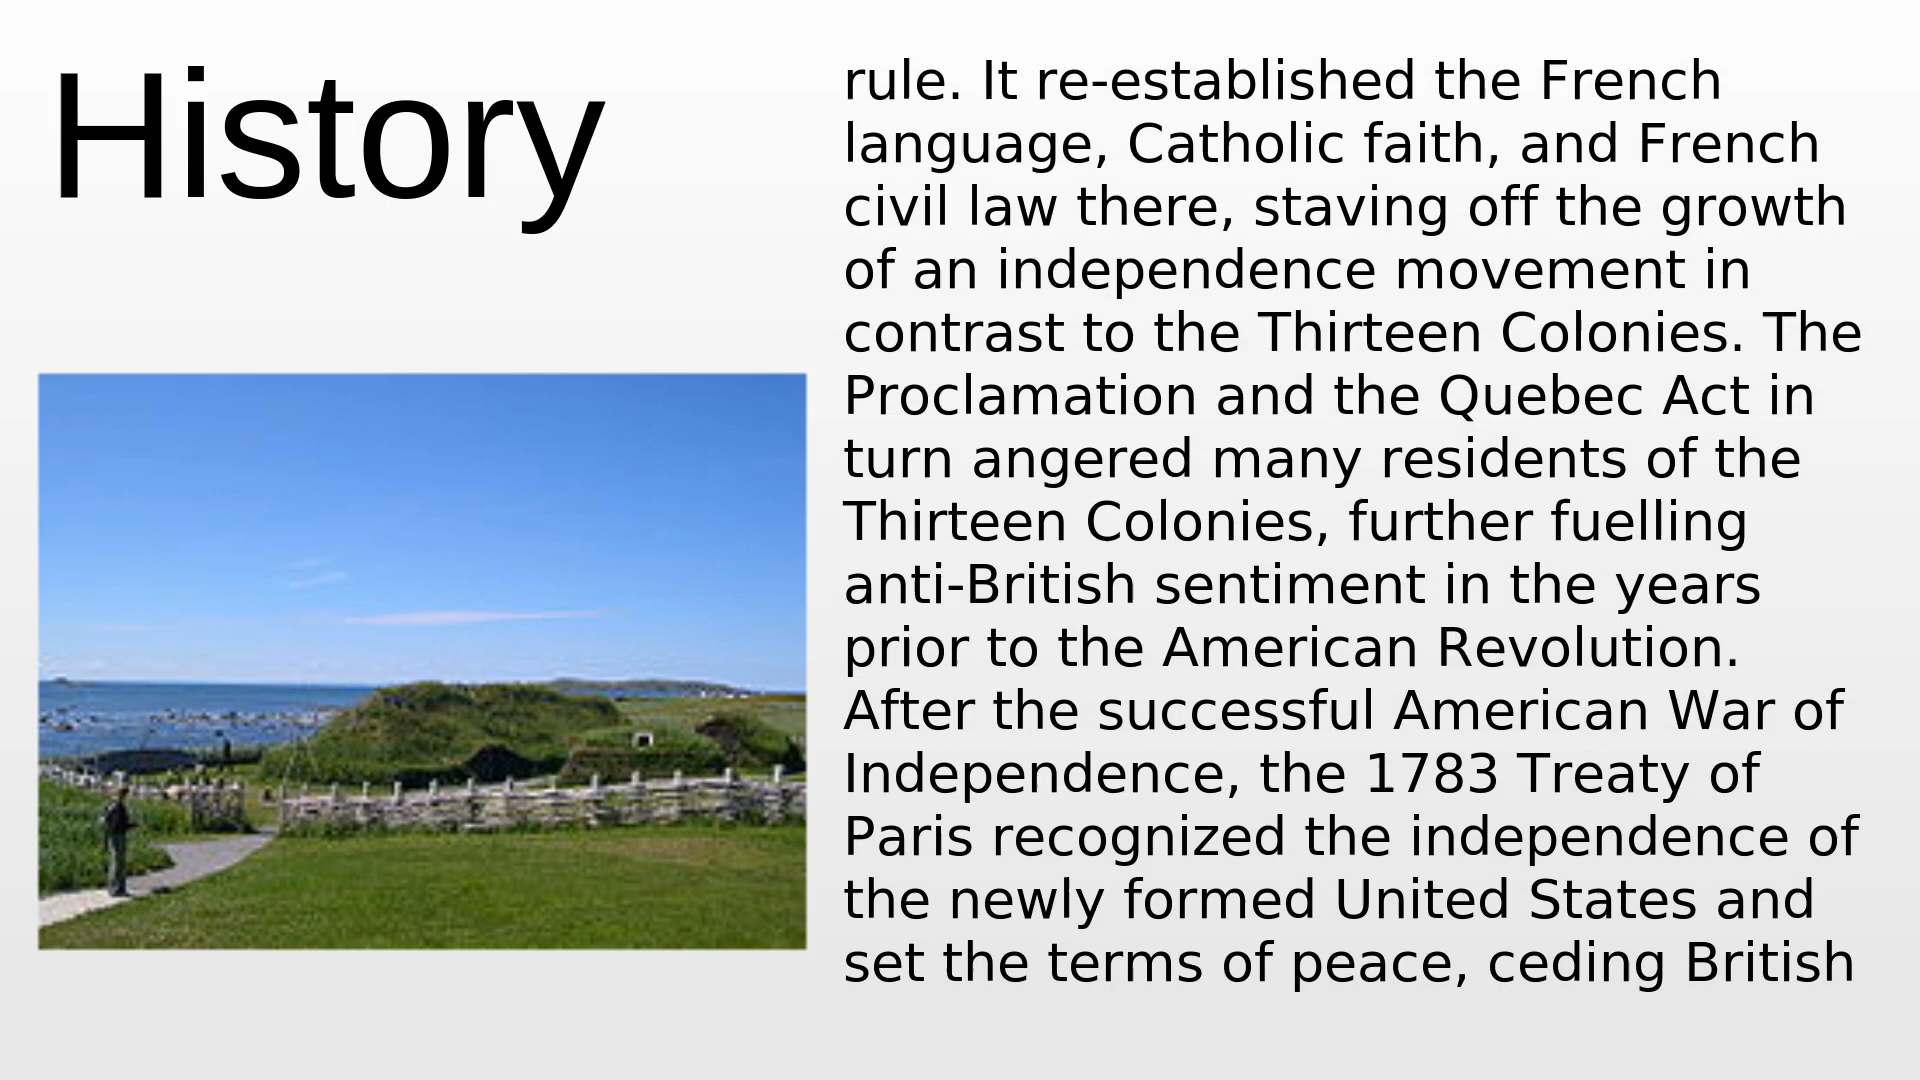 History
rule. It re-established the French
language, Catholic faith, and French
civil law there, staving off the growth
of an independence movement in
contrast to the Thirteen Colonies. The
Proclamation and the Quebec Act in
turn angered many residents of the
Thirteen Colonies, further fuelling
anti-British sentiment in the years
prior to the American Revolution.
After the successful American War of
Independence, the 1783 Treaty of
Paris recognized the independence of
the newly formed United States and
set the terms of peace, ceding British